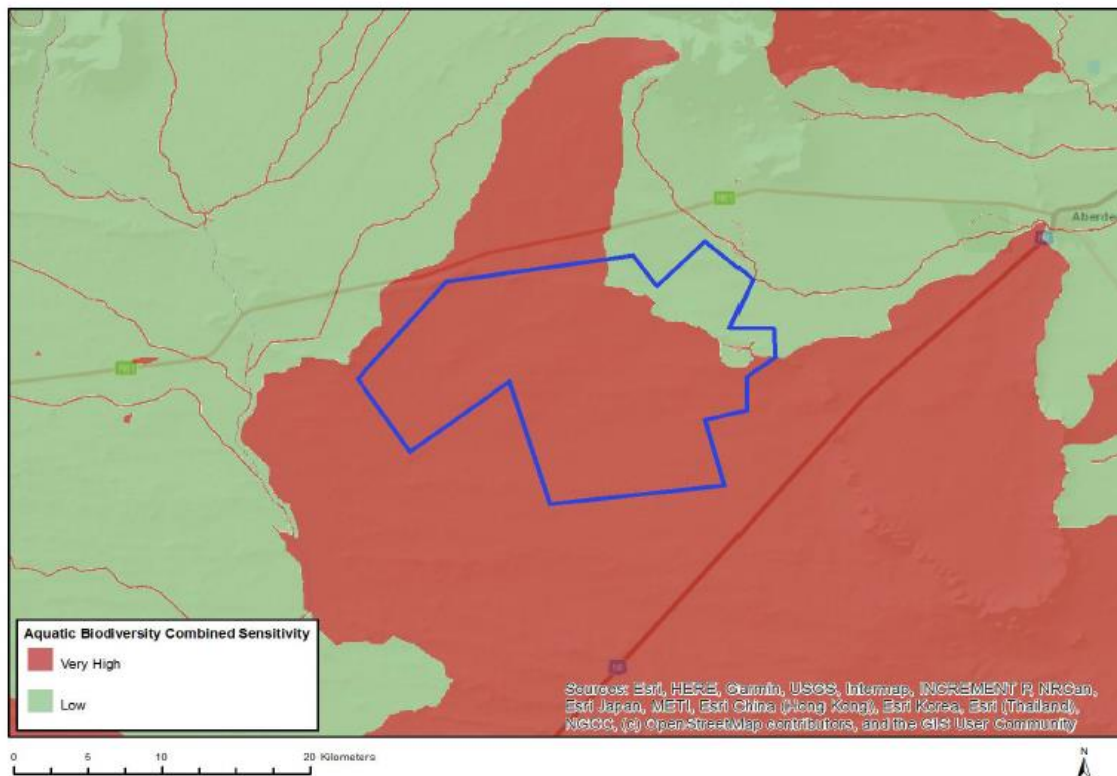 Aberde
Aquatic Biodiversity Combined Sensitivity
Very High
Low
Sources: Esri, HERE, Garmin, USGS, Intermap, INCREMENT P, NRCan,
Esri Japan, METI, Esri China (Hong Kong), Esri Korea, Esri (Thailand),
NGCC, (c) OpenStreetMap contributors, and the GIS User Community
0 5 10 20 Kilometers
N